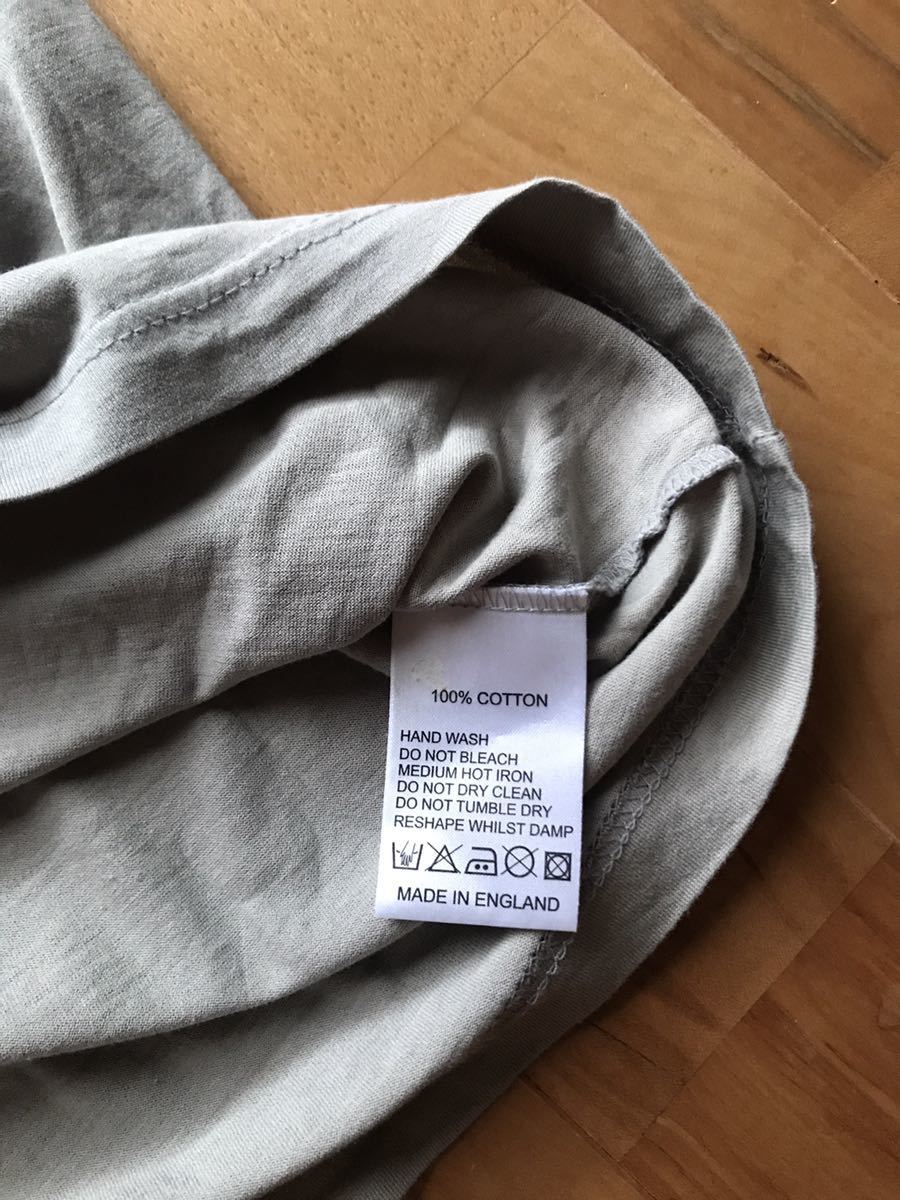 100% COTTON
HAND WASH
DO NOT BLEACH
MEDIUM HOT IRON
DO NOT DRY CLEAN
DO NOT TUMBLE DRY
RESHAPE WHILST DAMP
MADE IN ENGLAND